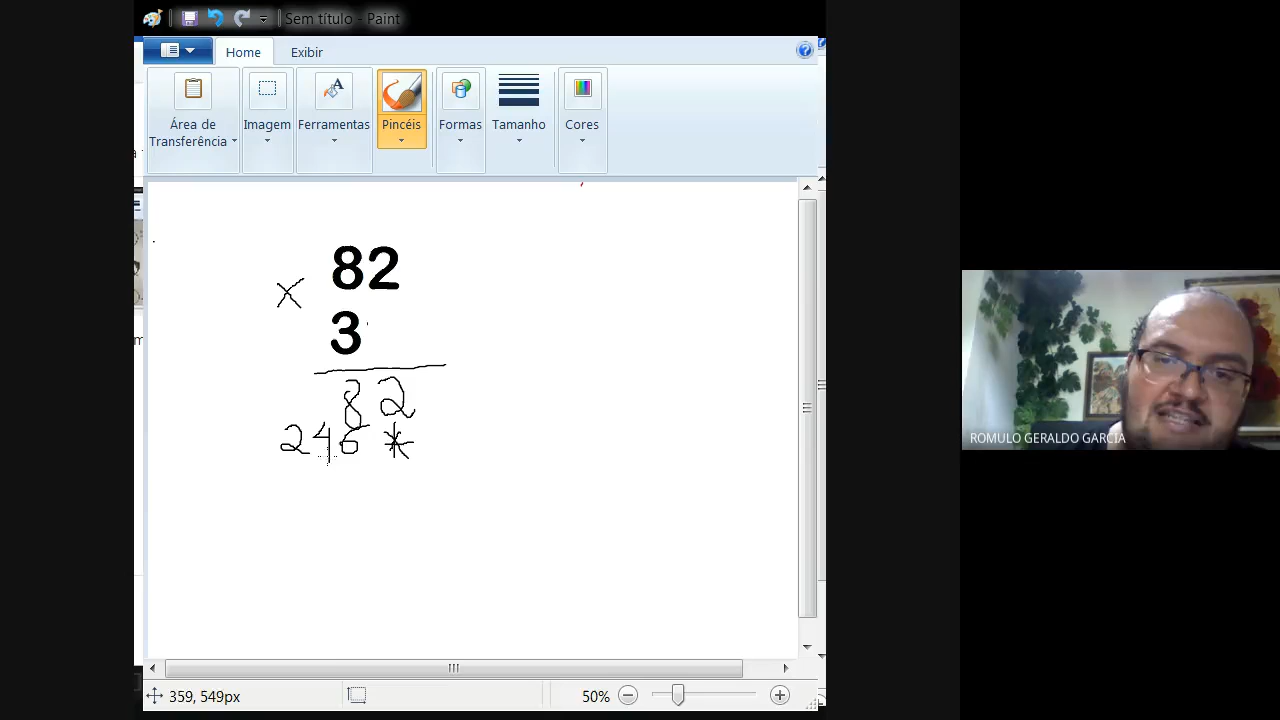 Sem título - Paint
Home Exibir
Área de Transferência Imagem Ferramentas Pincéis Formas Tamanho Cores
82
x
3
82
246 *
ROMULO GERALDO GARCIA
359, 549px 50%